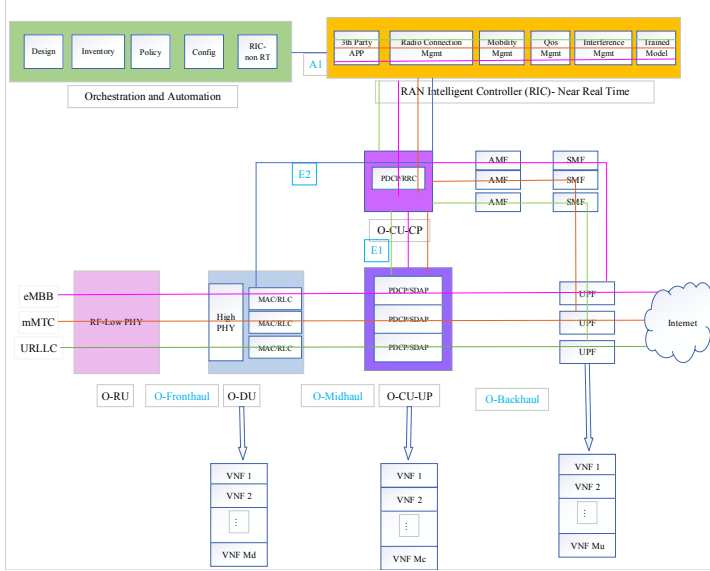 Design
Inventory
Policy
Config
RIC-
non RT
A1
3th Party
APP
Radio Connection
Mgmt
Mobility
Mgmt
Qos
Mgmt
Interference
Mgmt
Trained
Model
Orchestration and Automation
RAN Intelligent Controller (RIC)- Near Real Time
E2
PDCP/RRC
AMF
SMF
AMF
SMF
AMF
SMF
O-CU-CP
E1
eMBB
mMTC
URLLC
RF-Low PHY
High
PHY
MAC/RLC
MAC/RLC
MAC/RLC
PDCP/SDAP
PDCP/SDAP
PDCP/SDAP
UPF
UPF
UPF
Internet
O-RU
O-Fronthaul
O-DU
O-Midhaul
O-CU-UP
O-Backhaul
VNF 1
VNF 2
⋮
VNF Md
VNF 1
VNF 2
⋮
VNF Mc
VNF 1
VNF 2
⋮
VNF Mu